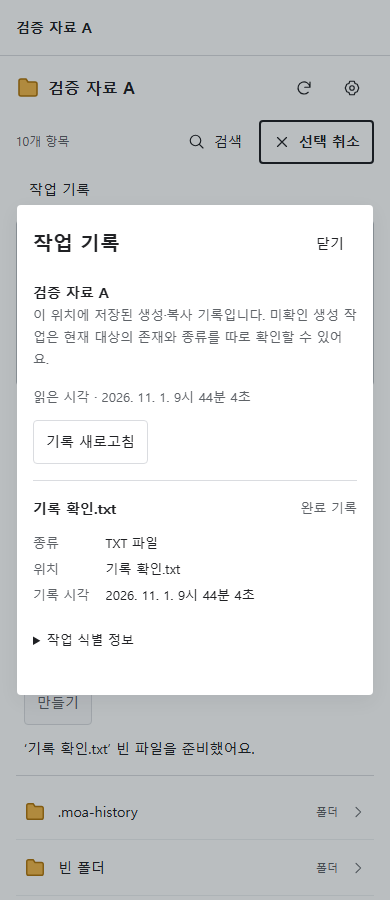 검증 자료 A
검증 자료 A
10개 항목
검색
선택 취소
작업 기록
작업 기록
닫기
검증 자료 A
이 위치에 저장된 생성·복사 기록입니다. 미확인 생성 작
업은 현재 대상의 존재와 종류를 따로 확인할 수 있어
요.
읽은 시각 · 2026. 11. 1. 9시 44분 4초
기록 새로고침
기록 확인.txt
완료 기록
종류 TXT 파일
위치 기록 확인.txt
기록 시각 2026. 11. 1. 9시 44분 4초
▶ 작업 식별 정보
만들기
‘기록 확인.txt’ 빈 파일을 준비했어요.
.moa-history 폴더
빈 폴더 폴더